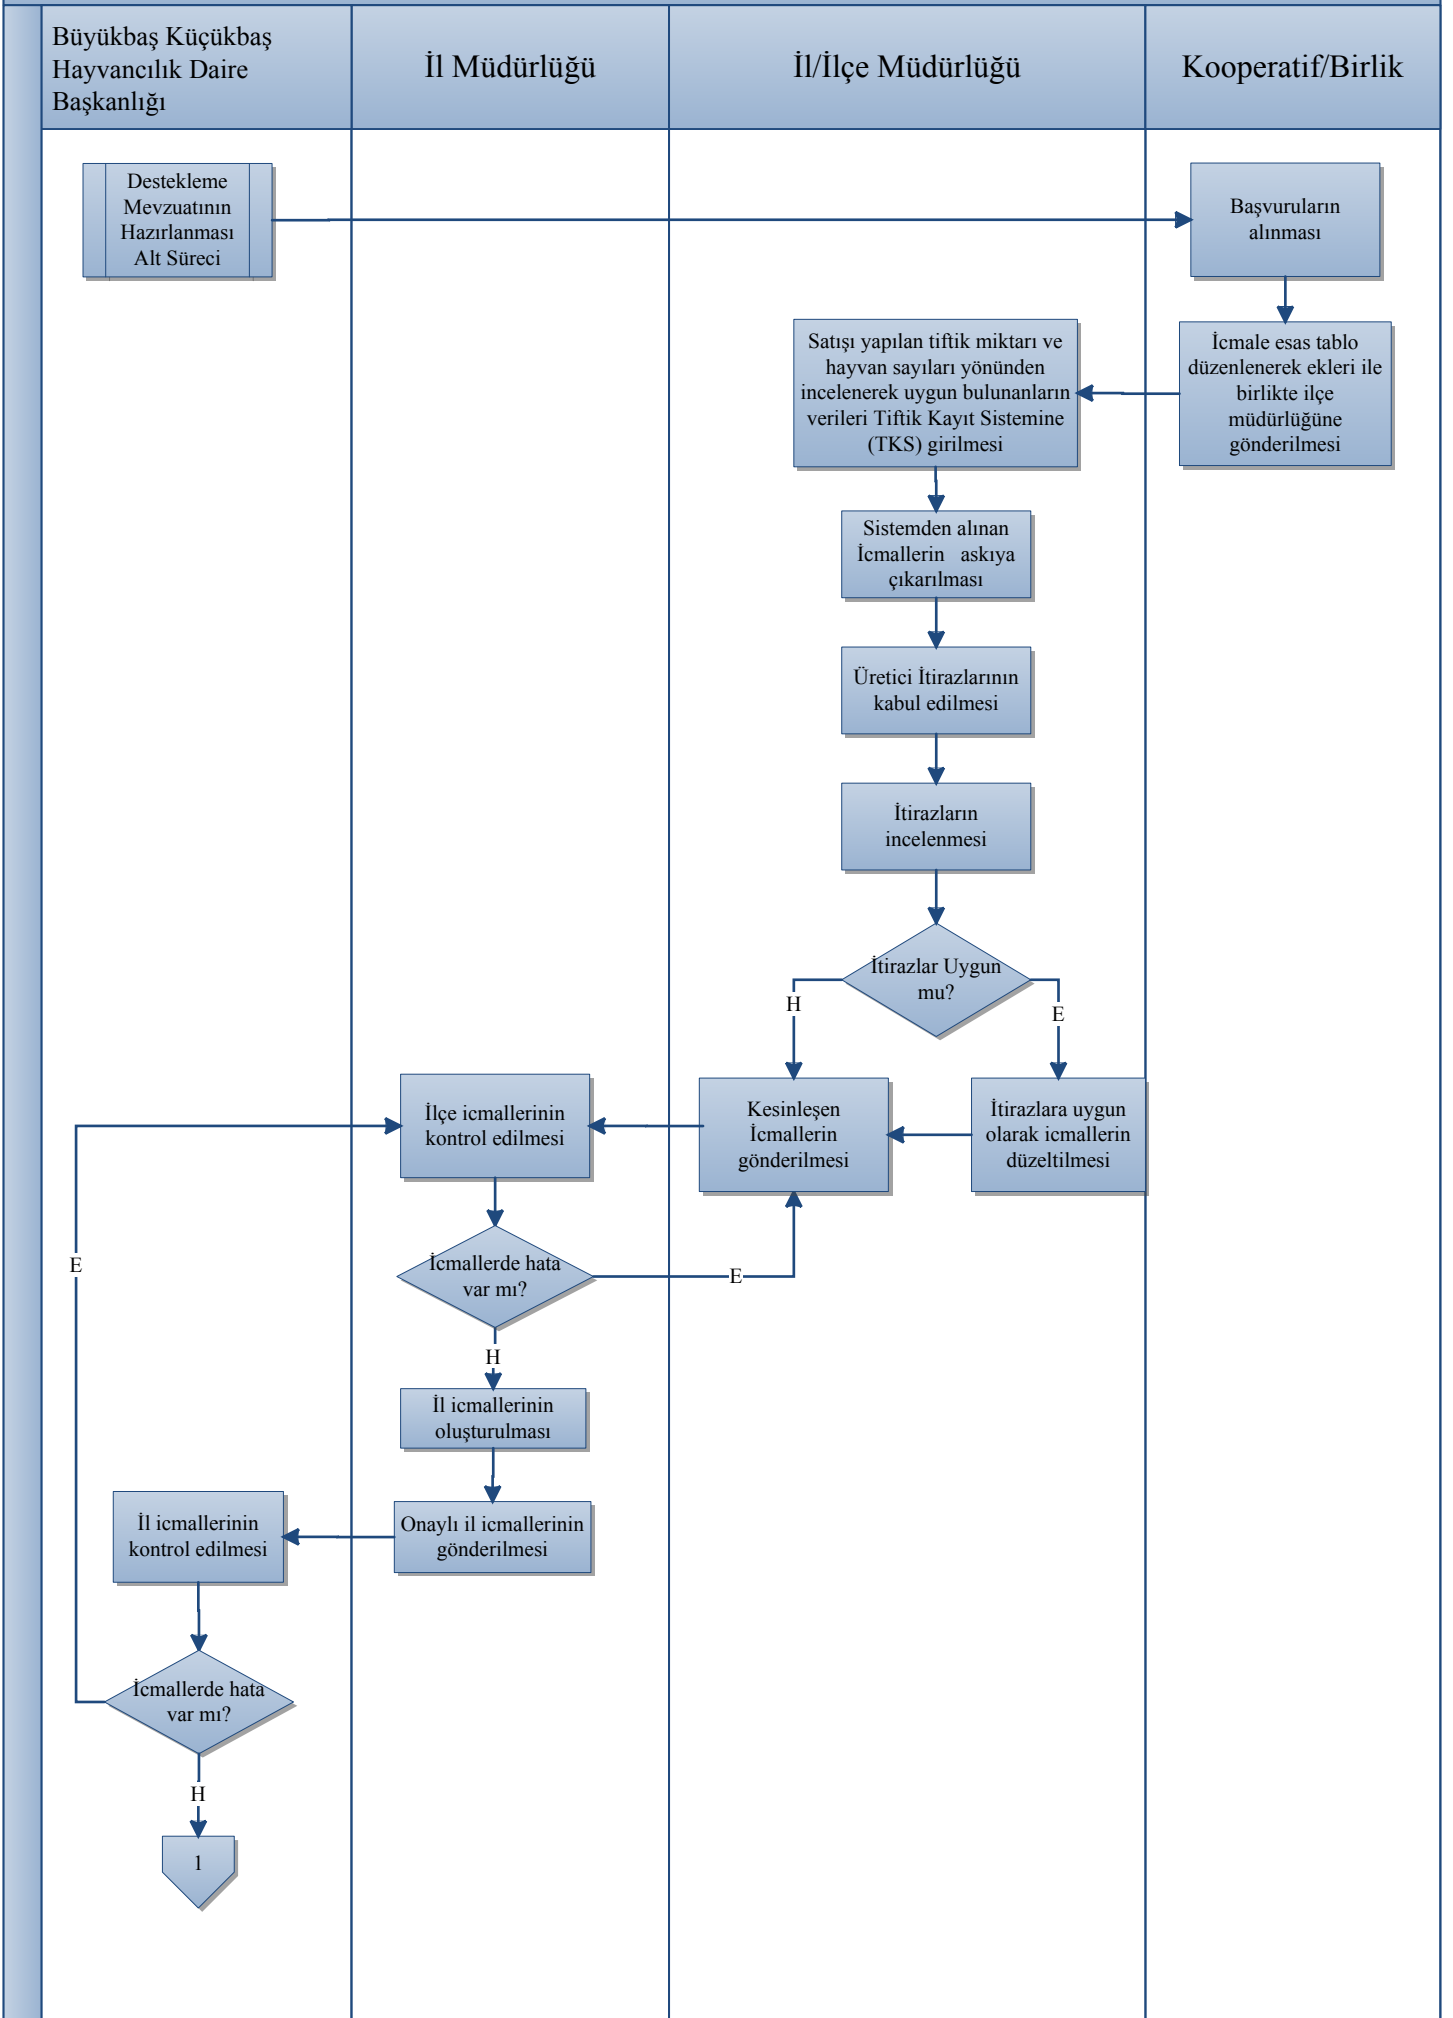 Büyükbaş Küçükbaş
Hayvancılık Daire
Başkanlığı
İl Müdürlüğü
İl/İlçe Müdürlüğü
Kooperatif/Birlik
Destekleme
Mevzuatının
Hazırlanması
Alt Süreci
Başvuruların
alınması
İcmale esas tablo
düzenlenerek ekleri ile
birlikte ilçe
müdürlüğüne
gönderilmesi
Satışı yapılan tiftik miktarı ve
hayvan sayıları yönünden
incelenerek uygun bulunanların
verileri Tiftik Kayıt Sistemine
(TKS) girilmesi
Sistemden alınan
İcmallerin askıya
çıkarılması
Üretici İtirazlarının
kabul edilmesi
İtirazların
incelenmesi
İtirazlar Uygun
mu?
H
E
İlçe icmallerinin
kontrol edilmesi
Kesinleşen
İcmallerin
gönderilmesi
İtirazlara uygun
olarak icmallerin
düzeltilmesi
E
İcmallerde hata
var mı?
E
H
İl icmallerinin
oluşturulması
Onaylı il icmallerinin
gönderilmesi
İl icmallerinin
kontrol edilmesi
İcmallerde hata
var mı?
H
1